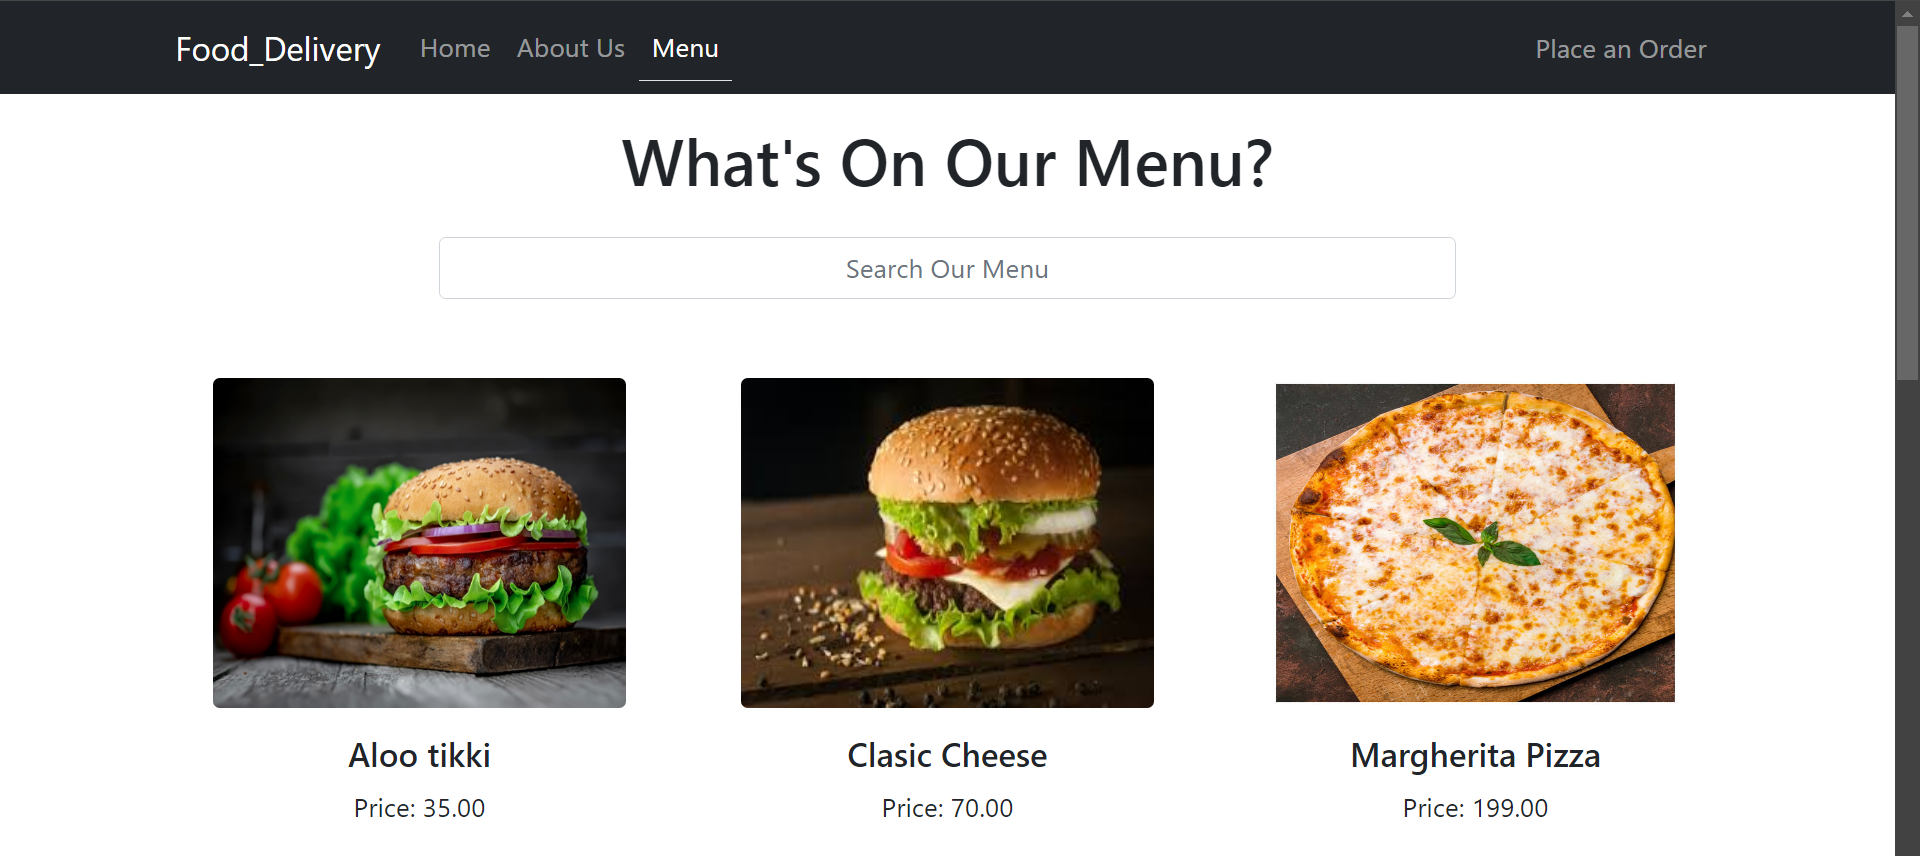 Food_Delivery Home About Us Menu Place an Order
What's On Our Menu?
Search Our Menu
Aloo tikki Clasic Cheese Margherita Pizza
Price: 35.00 Price: 70.00 Price: 199.00